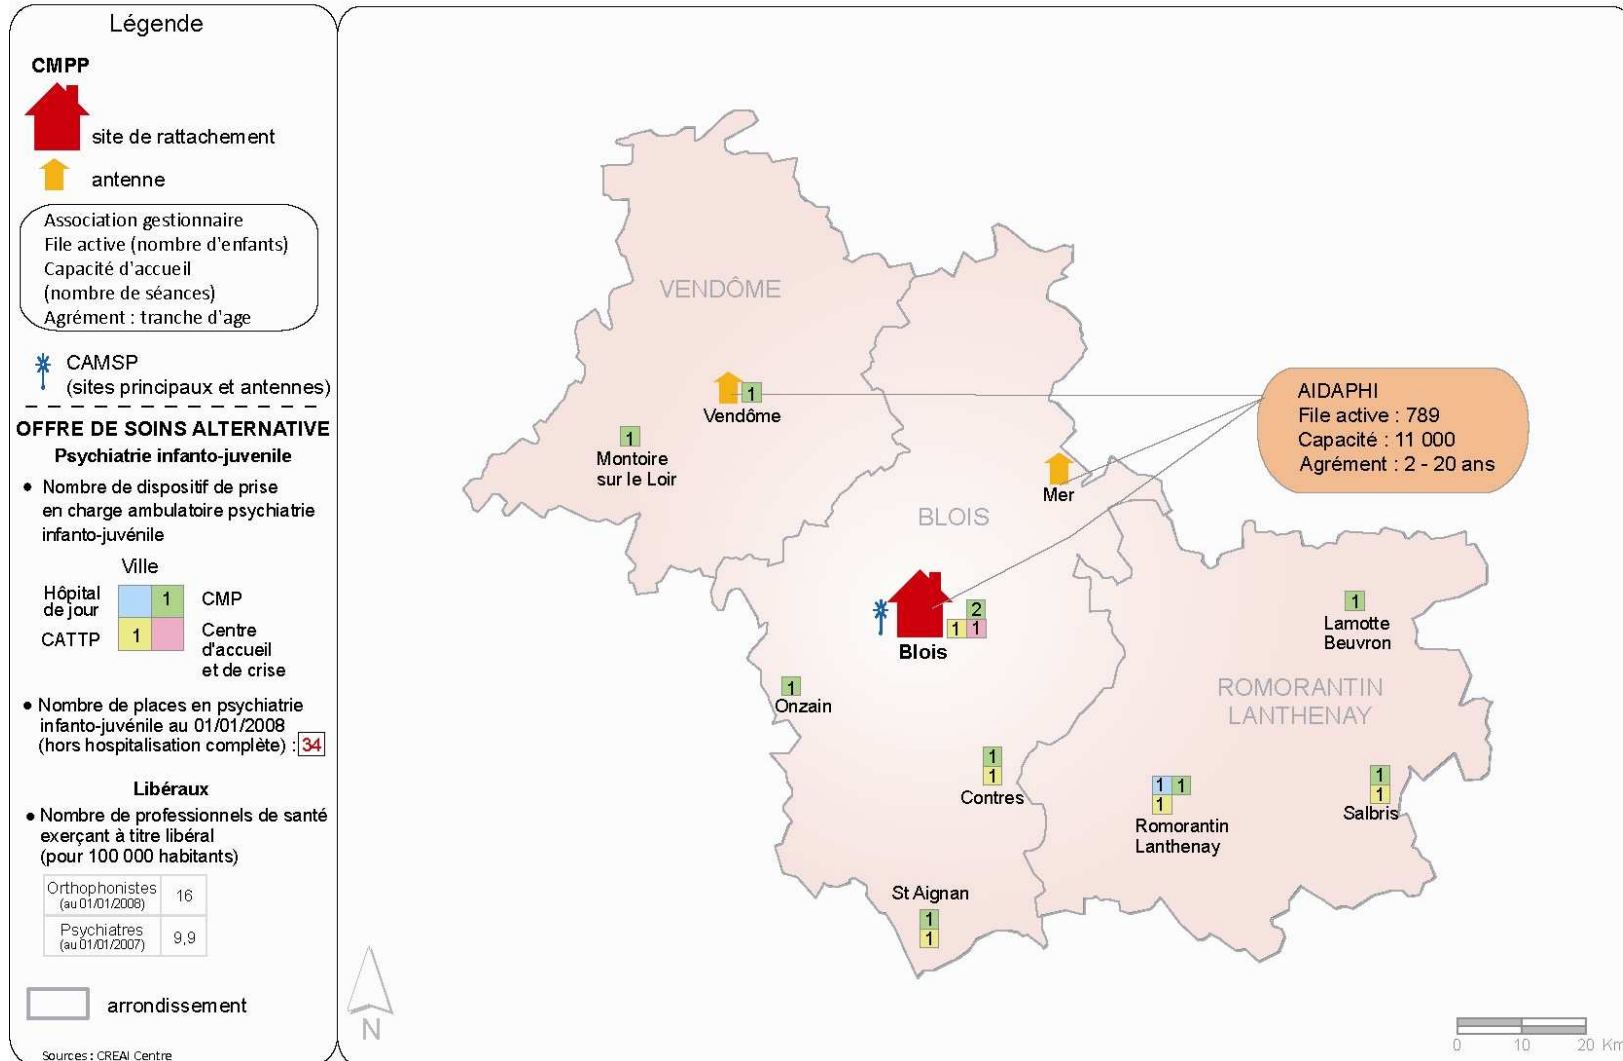 Légende
CMPP
site de rattachement
antenne
Association gestionnaire
File active (nombre d'enfants)
Capacité d'accueil
(nombre de séances)
Agrément : tranche d'age
CAMSP
(sites principaux et antennes)
OFFRE DE SOINS ALTERNATIVE
Psychiatrie infanto-juvenile
• Nombre de dispositif de prise
en charge ambulatoire psychiatrie
infanto-juvénile
Ville
Hôpital
de jour
1
CMP
CATTP
1
Centre
d'accueil
et de crise
• Nombre de places en psychiatrie
infanto-juvénile au 01/01/2008
(hors hospitalisation complète) : 34
Libéraux
• Nombre de professionnels de santé
exerçant à titre libéral
(pour 100 000 habitants)
Orthophonistes
(au 01/01/2008)
16
Psychiatres
(au 01/01/2007)
9,9
arrondissement
Sources : CREAI Centre
VENDÔME
1
Vendôme
1
Montoire
sur le Loir
AIDAPHI
File active : 789
Capacité : 11 000
Agrément : 2 - 20 ans
Mer
BLOIS
2
1 1
Blois
1
Lamotte
Beuvron
1
Onzain
ROMORANTIN
LANTHENAY
1
1
Contres
1 1
1
Romorantin
Lanthenay
1
1
Salbris
St Aignan
1
1
N
0 10 20 Km